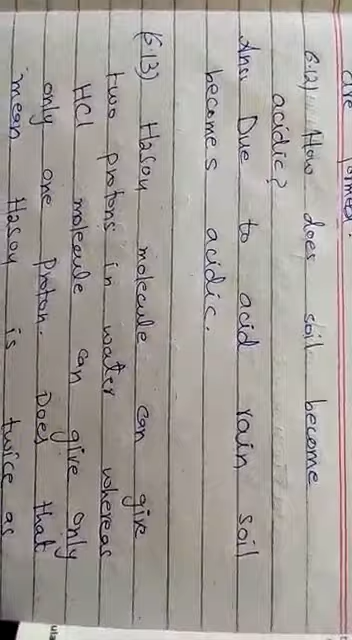 are formed.
6.12) How does soil become
acidic?
Ans: Due to acid rain soil
becomes acidic.
6.13) H2SO4 molecule can give
two protons in water whereas
HCl molecule can give only
only one proton. Does that
mean H2SO4 is twice as